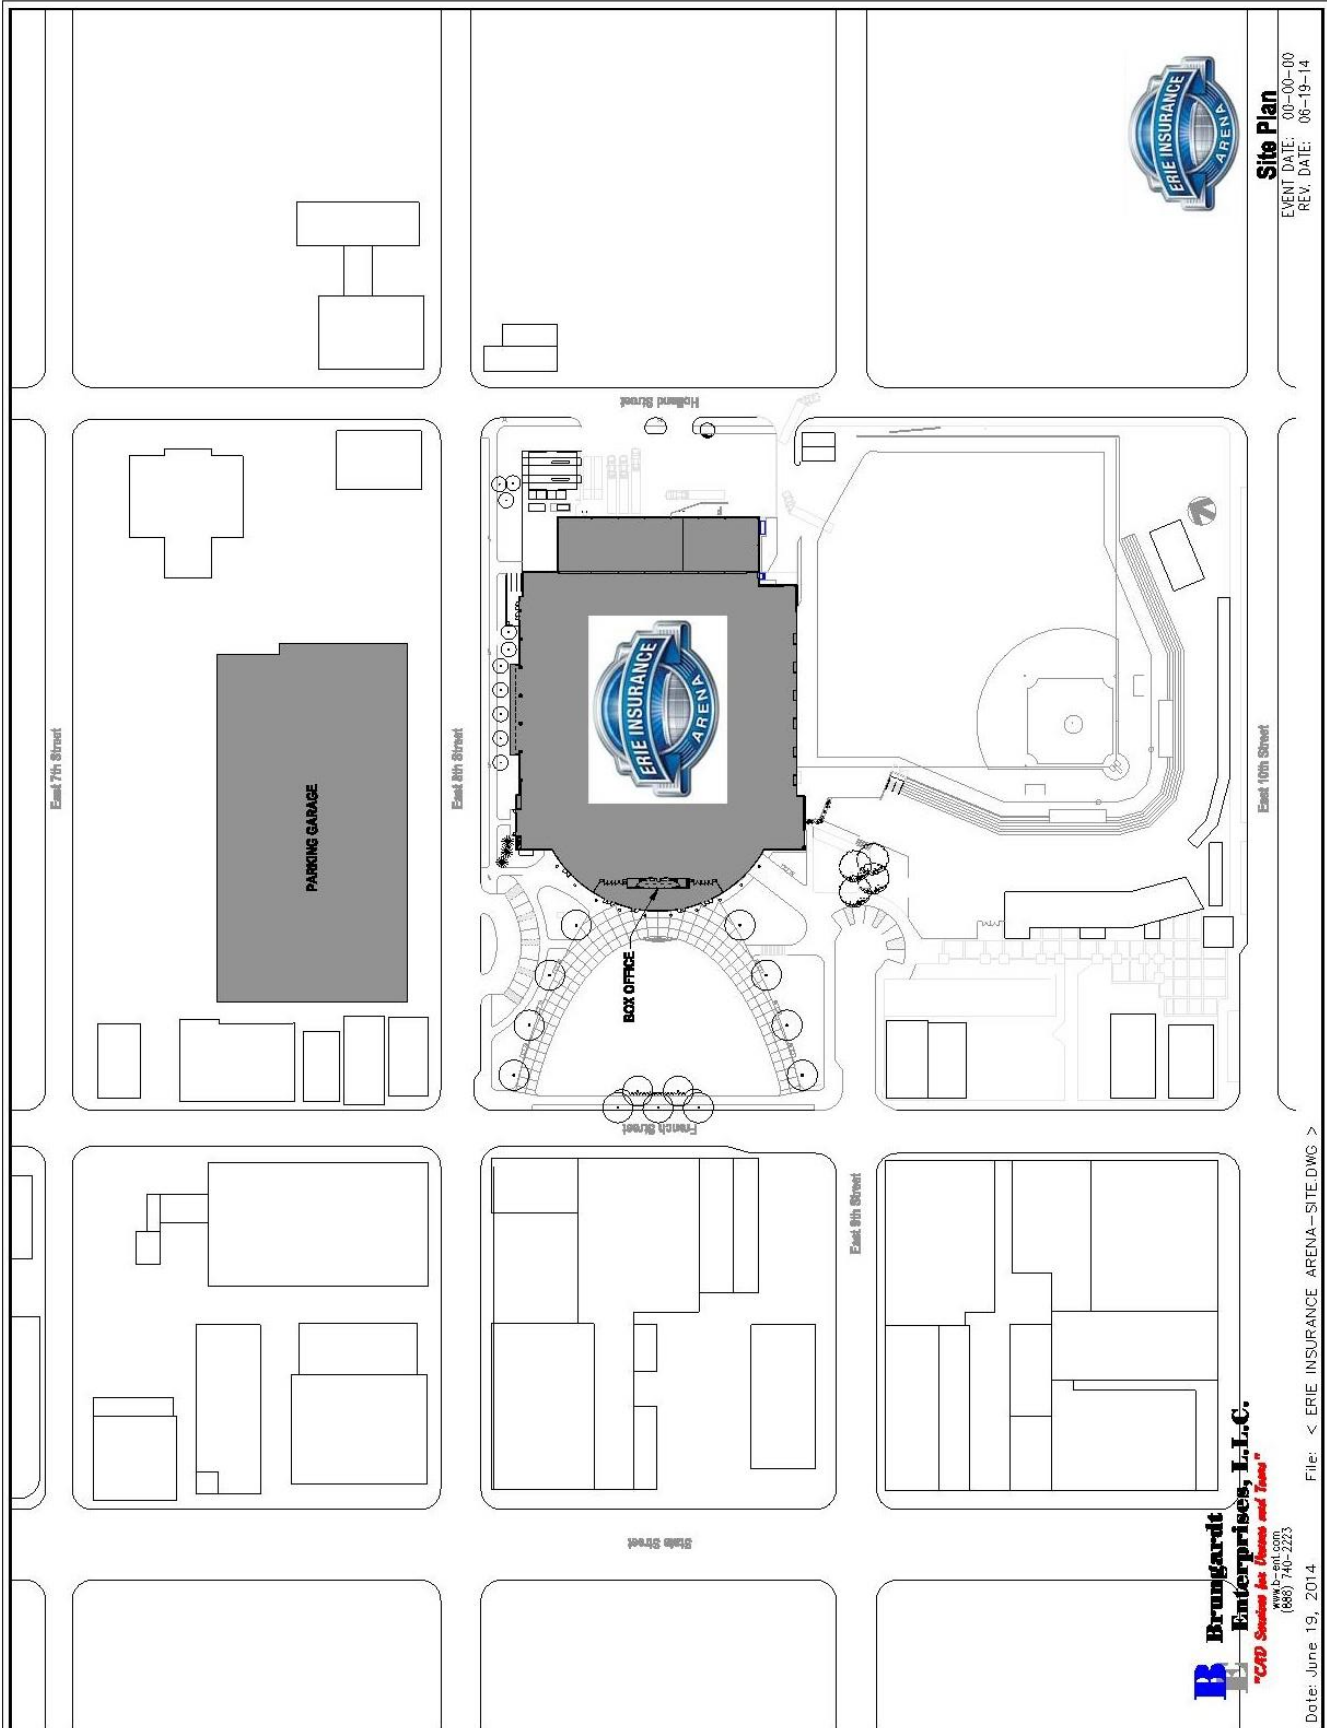 ERIE INSURANCE
ARENA
Site Plan
EVENT DATE: 00-00-00
REV. DATE: 06-19-14
Holland Street
East 7th Street
East 8th Street
East 10th Street
PARKING GARAGE
ERIE INSURANCE
ARENA
BOX OFFICE
French Street
East 9th Street
State Street
B E
Brungardt
Enterprises, L.L.C.
"CAD Services for Venues and Tours"
www.b-ent.com
(888) 740-2223
Date: June 19, 2014 File: < ERIE INSURANCE ARENA-SITE.DWG >